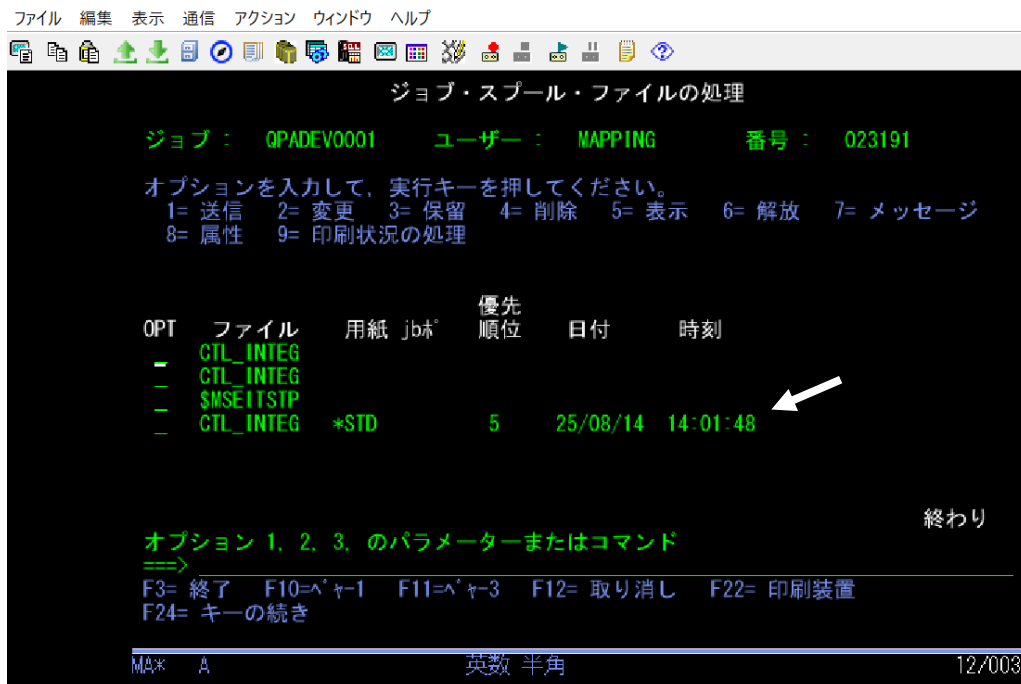 ファイル 編集 表示 通信 アクション ウィンドウ ヘルプ
ジョブ・スプール・ファイルの処理
ジョブ : QPADEV0001 ユーザー : MAPPING 番号 : 023191
オプションを入力して, 実行キーを押してください。
1= 送信 2= 変更 3= 保留 4= 削除 5= 表示 6= 解放 7= メッセージ
8= 属性 9= 印刷状況の処理
優先
OPT ファイル 用紙 jbポ 順位 日付 時刻
_ CTL_INTEG
_ CTL_INTEG
_ $MSEITSTP
_ CTL_INTEG *STD 5 25/08/14 14:01:48
終わり
オプション 1, 2, 3, のパラメーターまたはコマンド
===>
F3= 終了 F10=ベャー1 F11=ベャー3 F12= 取り消し F22= 印刷装置
F24= キーの続き
MA* A 英数 半角 12/003